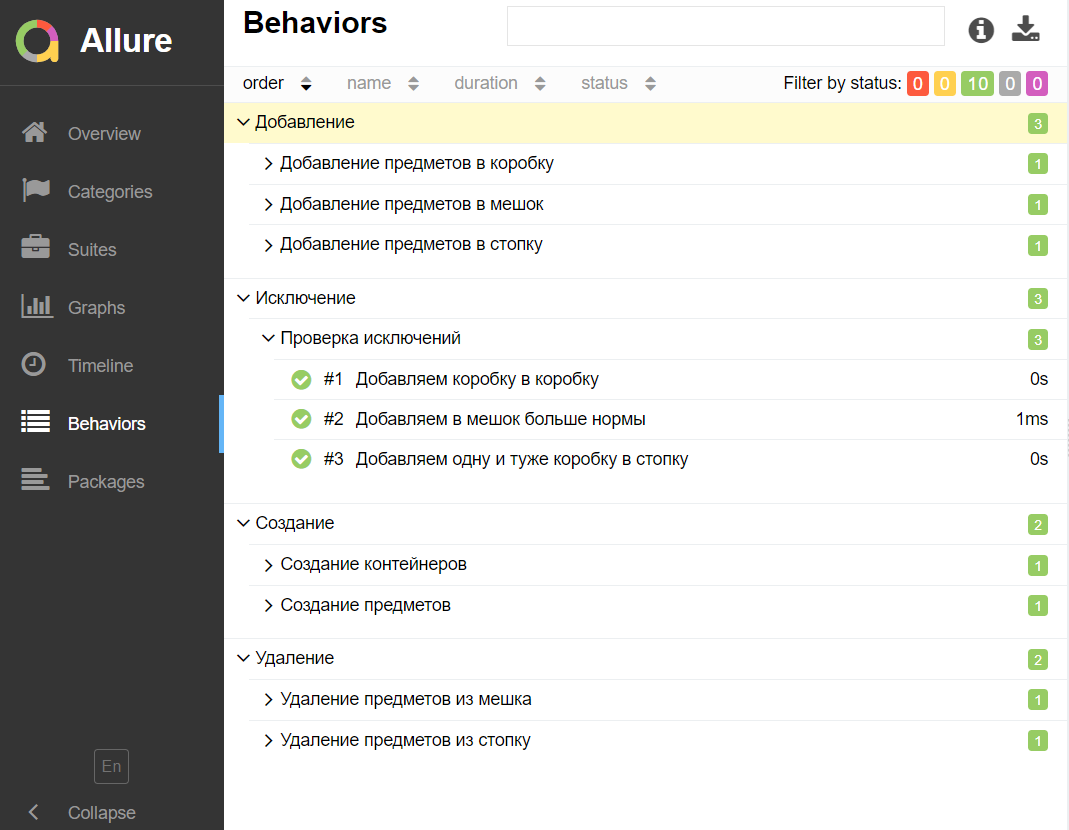 Allure
Overview
Categories
Suites
Graphs
Timeline
Behaviors
Packages
En
Collapse
Behaviors
order name duration status Filter by status: 0 0 10 0 0
Добавление 3
Добавление предметов в коробку 1
Добавление предметов в мешок 1
Добавление предметов в стопку 1
Исключение 3
Проверка исключений 3
#1 Добавляем коробку в коробку 0s
#2 Добавляем в мешок больше нормы 1ms
#3 Добавляем одну и туже коробку в стопку 0s
Создание 2
Создание контейнеров 1
Создание предметов 1
Удаление 2
Удаление предметов из мешка 1
Удаление предметов из стопку 1